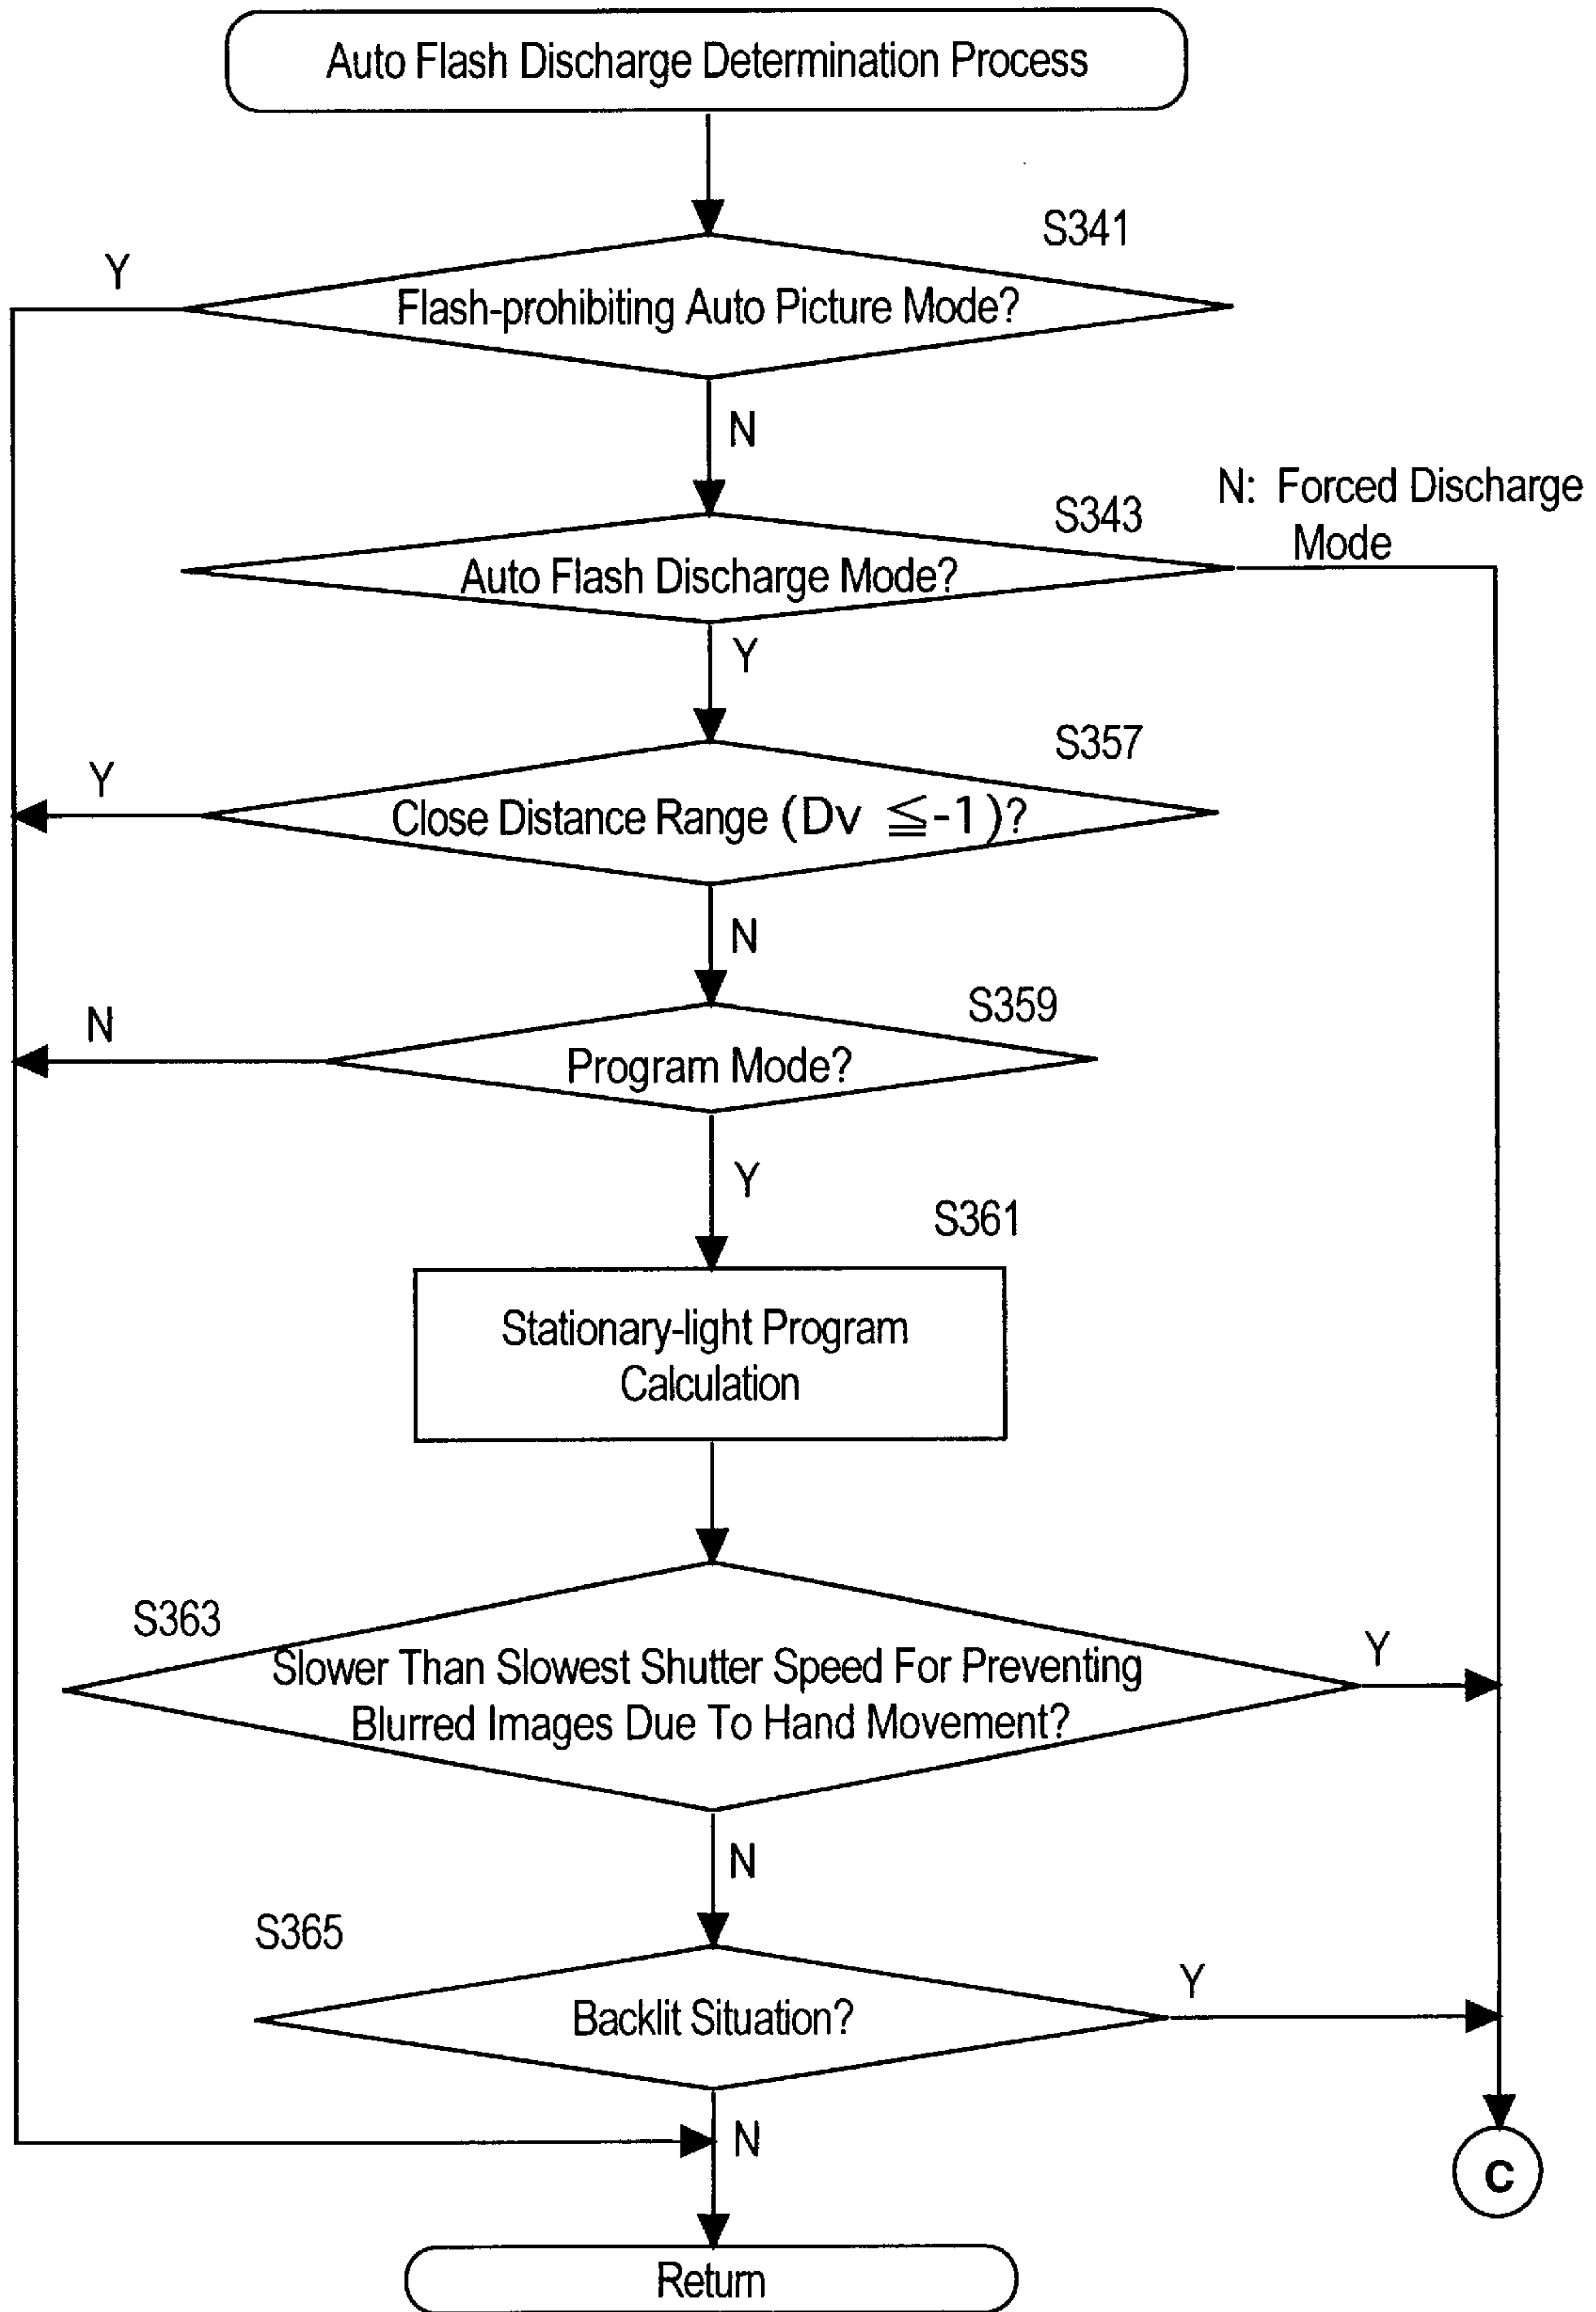 Auto Flash Discharge Determination Process
S341
Y
Flash-prohibiting Auto Picture Mode?
N
N: Forced Discharge
Mode
S343
Auto Flash Discharge Mode?
Y
S357
Y
Close Distance Range (Dv ≦-1)?
N
S359
N
Program Mode?
Y
S361
Stationary-light Program
Calculation
S363
Slower Than Slowest Shutter Speed For Preventing
Blurred Images Due To Hand Movement?
Y
N
S365
Y
Backlit Situation?
N
C
Return